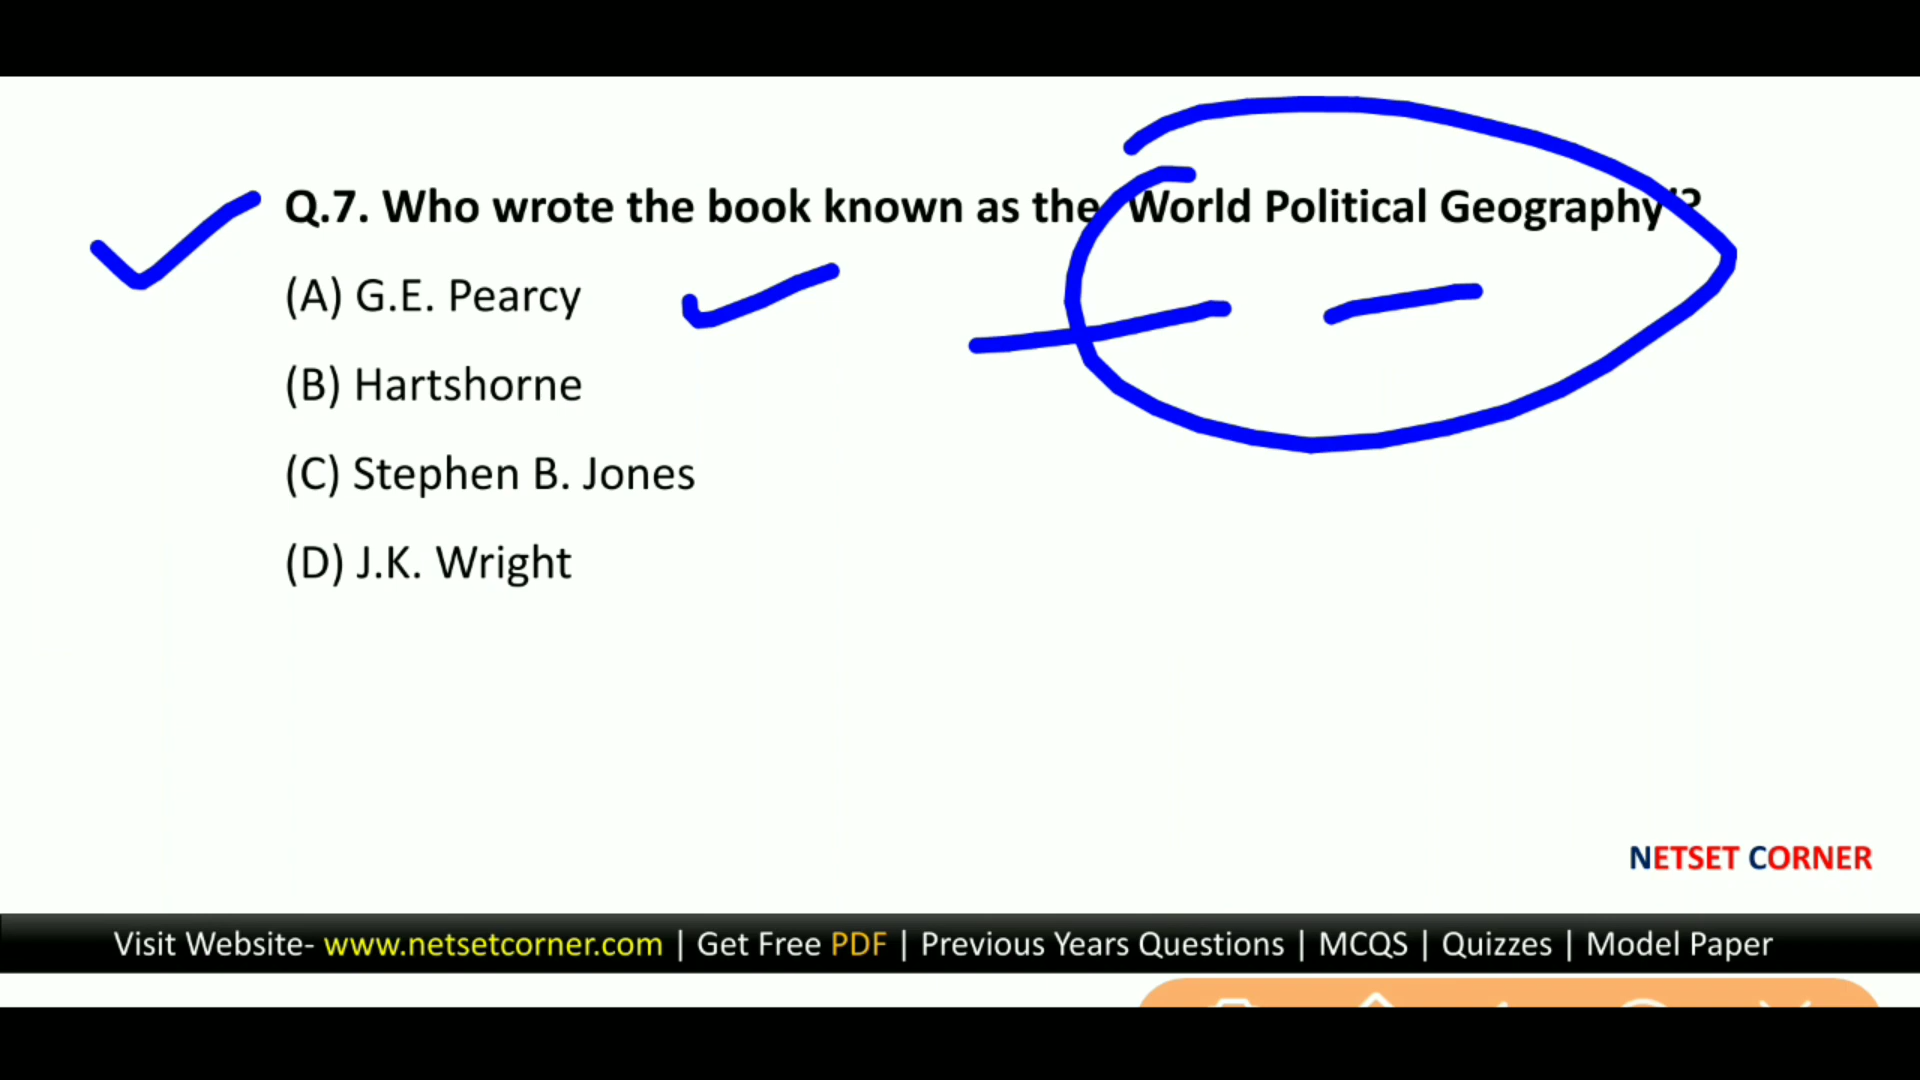 Q.7. Who wrote the book known as the 'World Political Geography'?
(A) G.E. Pearcy
(B) Hartshorne
(C) Stephen B. Jones
(D) J.K. Wright
NETSET CORNER
Visit Website- www.netsetcorner.com | Get Free PDF | Previous Years Questions | MCQS | Quizzes | Model Paper